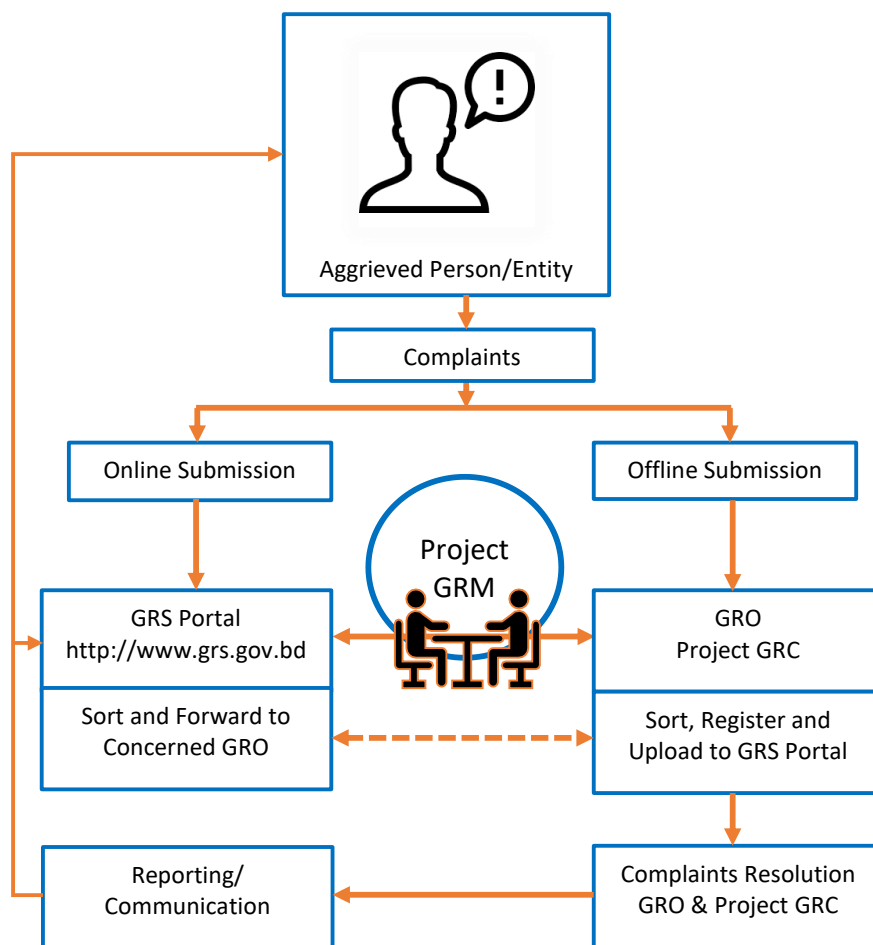 !
Aggrieved Person/Entity
Complaints
Online Submission
Offline Submission
Project
GRM
GRS Portal
http://www.grs.gov.bd
GRO
Project GRC
Sort and Forward to
Concerned GRO
Sort, Register and
Upload to GRS Portal
Reporting/
Communication
Complaints Resolution
GRO & Project GRC